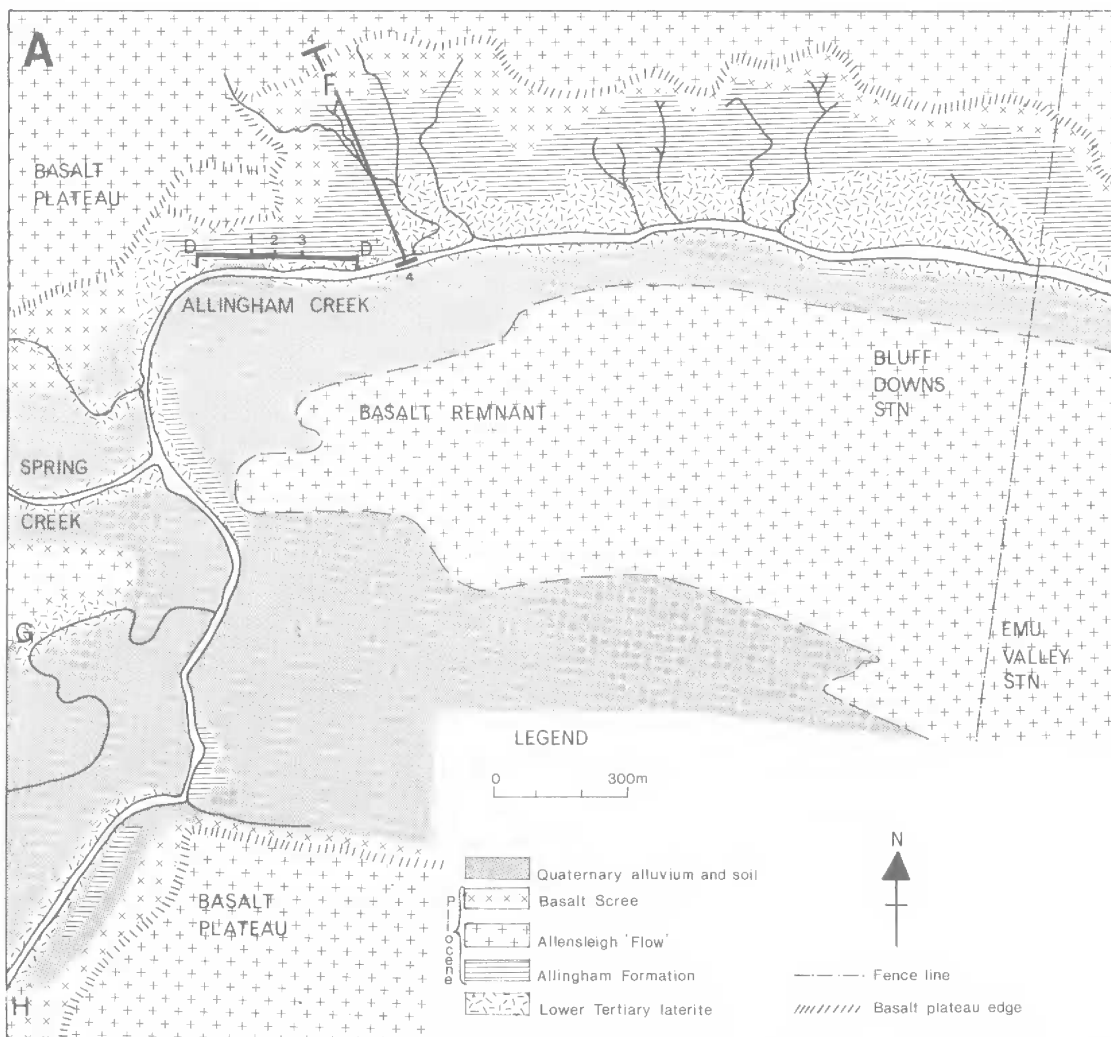 A
4'
F
BASALT
PLATEAU
D
1
2
3
D'
4
ALLINGHAM CREEK
BLUFF
DOWNS
STN
BASALT REMNANT
SPRING
CREEK
G
EMU
VALLEY
STN
LEGEND
0 300m
N
Quaternary alluvium and soil
Pliocene
Basalt Scree
Allensleigh 'Flow'
Allingham Formation
Lower Tertiary laterite
Fence line
Basalt plateau edge
BASALT
PLATEAU
H